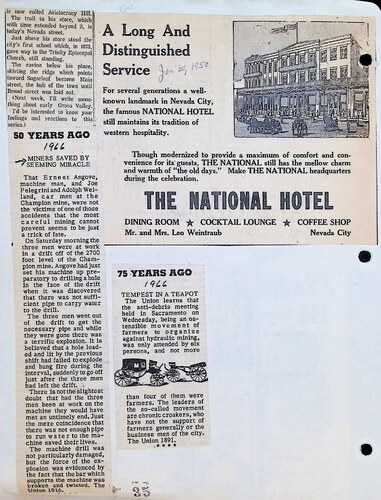 is now called Aristocracy Hill.
The trail to his store, which
with time extended beyond it, is
today's Nevada street.
Just above his store stood the
city's first school which, in 1851,
gave way to the Trinity Episcopal
Church, still standing.
The ravine below his place,
skirting the ridge which points
toward Sugarloaf became Main
street, the hub of the town until
Broad street was laid out.
(Next week, I'll write some-
thing about early Grass Valley.
I'd be interested to know your
feelings and reactions to this
series.)
50 YEARS AGO
1966
MINERS SAVED BY
SEEMING MIRACLE
That Ernest Angove,
machine man, and Joe
Pelegrini and Adolph Wei-
land, car men at the
Champion mine, were not
the victims of one of those
accidents that the most
careful mining cannot
prevent seems to be just
a trick of fate.
On Saturday morning the
three men were at work
in a drift off of the 2700
foot level of the Cham-
pion mine. Angove had just
set his machine up pre-
paratory to drilling a hole
in the face of the drift
when it was discovered
that there was not suffi-
cient pipe to carry water
to the drill.
The three men went out
of the drift to get the
necessary pipe and while
they were gone there was
a terrific explosion. It is
believed that a hole load-
ed and lit by the previous
shift had failed to explode
and hung fire during the
interval, suddenly to go off
just after the three men
had left the drift.
There is not the slightest
doubt that had the three
men been at work on the
machine they would have
met an untimely end. Just
the mere coincidence that
there was not enough pipe
to run water to the ma-
chine saved their lives.
The machine drill was
not particularly damaged,
but the force of the explo-
sion was evidenced by the
fact that the bar which
supports the machine was
broken and twisted. The
Union 1916.
A Long And
Distinguished
Service
Jan 30, 1950
For several generations a well-
known landmark in Nevada City,
the famous NATIONAL HOTEL
still maintains its tradition of
western hospitality.
Though modernized to provide a maximum of comfort and con-
venience for its guests, THE NATIONAL still has the mellow charm
and warmth of "the old days." Make THE NATIONAL headquarters
during the celebration.
THE NATIONAL HOTEL
DINING ROOM ★ COCKTAIL LOUNGE ★ COFFEE SHOP
Mr. and Mrs. Leo Weintraub Nevada City
75 YEARS AGO
1966
TEMPEST IN A TEAPOT
The Union learns that
the anti-debris meeting
held in Sacramento on
Wednesday, being an os-
tensible movement of
farmers to organize
against hydraulic mining,
was only attended by six
persons, and not more
than four of them were
farmers. The leaders of
the so-called movement
are chronic croakers, who
have not the support of
farmers generally or the
business men of the city.
The Union 1891.
35